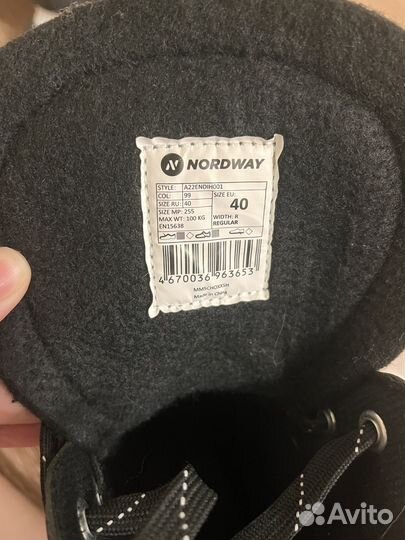 NORDWAY
STYLE: A22ENDIH001
COL: 99 SIZE EU:
SIZE RU: 40 40
SIZE MP: 255
MAX WT: 100 KG WIDTH: R
EN15638 REGULAR
4 670036 963653
Made in China
Avito